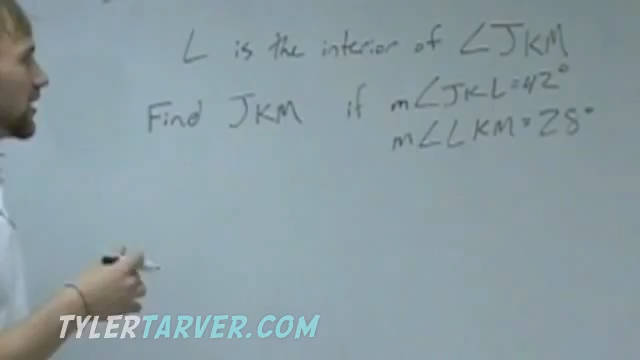 L is the interior of ∠JKM
Find JKM if m∠JKL=42°
m∠LKM=28°
TYLERTARVER.COM